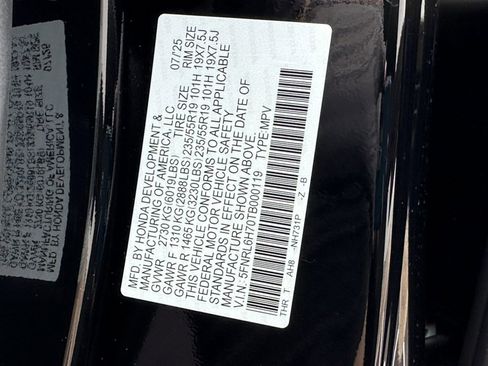 MFD. BY HONDA DEVELOPMENT &
MANUFACTURING OF AMERICA, LLC 07/25
GVWR 2730 KG(6019LBS) TIRE SIZE RIM SIZE
GAWR F 1310 KG(2888LBS) 235/55R19 101H 19X7.5J
GAWR R 1465 KG(3230LBS) 235/55R19 101H 19X7.5J
THIS VEHICLE CONFORMS TO ALL APPLICABLE
FEDERAL MOTOR VEHICLE SAFETY
STANDARDS IN EFFECT ON THE DATE OF
MANUFACTURE SHOWN ABOVE.
V.I.N.: 5FNRL6H70TB000119 TYPE:MPV
THR T AH8 -NH731P -Z -B